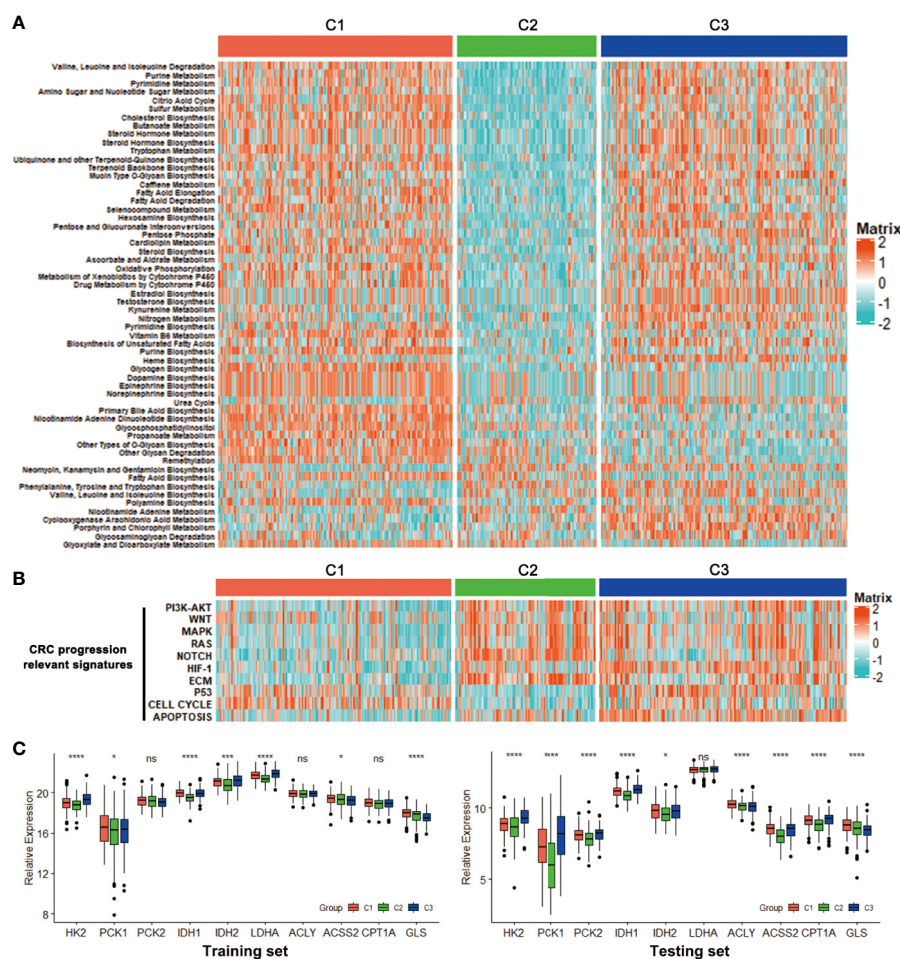 A
C1 C2 C3
Valine, Leucine and Isoleucine Degradation
Purine Metabolism
Pyrimidine Metabolism
Amino Sugar and Nucleotide Sugar Metabolism
Citric Acid Cycle
Sulfur Metabolism
Cholesterol Biosynthesis
Butanoate Metabolism
Steroid Hormone Metabolism
Steroid Hormone Biosynthesis
Tryptophan Metabolism
Ubiquinone and other Terpenoid-Quinone Biosynthesis
Terpenoid Backbone Biosynthesis
Mucin Type O-Glycan Biosynthesis
Caffiene Metabolism
Fatty Acid Elongation
Fatty Acid Degradation
Selenocompound Metabolism
Hexosamine Biosynthesis
Pentose and Glucuronate Interconversions
Pentose Phosphate
Cardiolipin Metabolism
Steroid Biosynthesis
Ascorbate and Aldrate Metabolism
Oxidative Phosphorylation
Metabolism of Xenobiotics by Cytochrome P450
Drug Metabolism by Cytochrome P450
Estradiol Biosynthesis
Testosterone Biosynthesis
Kynurenine Metabolism
Nitrogen Metabolism
Pyrimidine Biosynthesis
Vitamin B6 Metabolism
Biosynthesis of Unsaturated Fatty Acids
Purine Biosynthesis
Heme Biosynthesis
Glycogen Biosynthesis
Dopamine Biosynthesis
Epinephrine Biosynthesis
Norepinephrine Biosynthesis
Urea Cycle
Primary Bile Acid Biosynthesis
Nicotinamide Adenine Dinucleotide Biosynthesis
Glycosphosphatidylinositol
Propanoate Metabolism
Other Types of O-Glycan Biosynthesis
Other Glycan Degradation
Remethylation
Neomycin, Kanamycin and Gentamicin Biosynthesis
Fatty Acid Biosynthesis
Phenylalanine, Tyrosine and Tryptophan Biosynthesis
Valine, Leucine and Isoleucine Biosynthesis
Polyamine Biosynthesis
Nicotinamide Adenine Metabolism
Cyclooxygenase Arachidonic Acid Metabolism
Porphyrin and Chlorophyll Metabolism
Glycosaminoglycan Degradation
Glyoxylate and Dicarboxylate Metabolism
Matrix
2
1
0
-1
-2
B
C1 C2 C3
CRC progression
relevant signatures
PI3K-AKT
WNT
MAPK
RAS
NOTCH
HIF-1
ECM
P53
CELL CYCLE
APOPTOSIS
Matrix
2
1
0
-1
-2
C
**** * ns **** *** **** ns * ns ****
Relative Expression
20
16
12
8
Group C1 C2 C3
HK2 PCK1 PCK2 IDH1 IDH2 LDHA ACLY ACSS2 CPT1A GLS
Training set
**** **** **** **** * ns **** **** **** ****
Relative Expression
10
5
Group C1 C2 C3
HK2 PCK1 PCK2 IDH1 IDH2 LDHA ACLY ACSS2 CPT1A GLS
Testing set